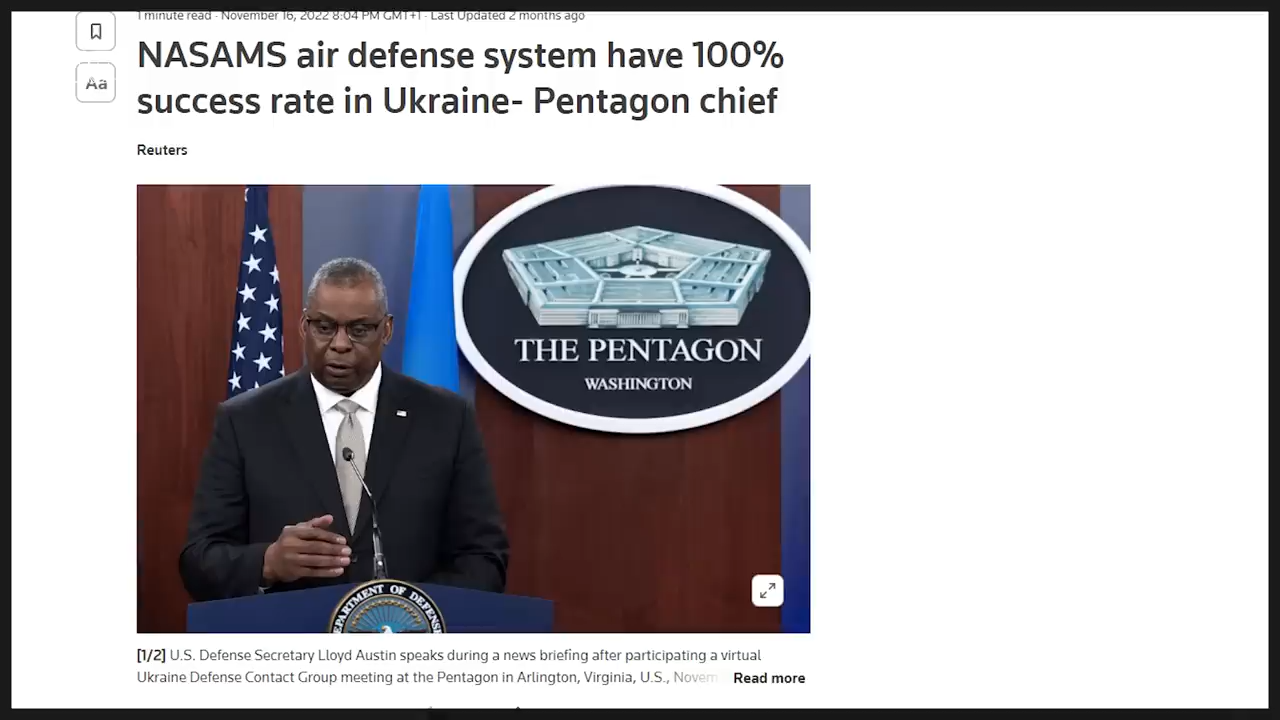 1 minute read · November 16, 2022 8:04 PM GMT+1 · Last Updated 2 months ago
Aa
NASAMS air defense system have 100%
success rate in Ukraine- Pentagon chief
Reuters
THE PENTAGON
WASHINGTON
DEPARTMENT OF DEFENSE
[1/2] U.S. Defense Secretary Lloyd Austin speaks during a news briefing after participating a virtual
Ukraine Defense Contact Group meeting at the Pentagon in Arlington, Virginia, U.S., Novem Read more